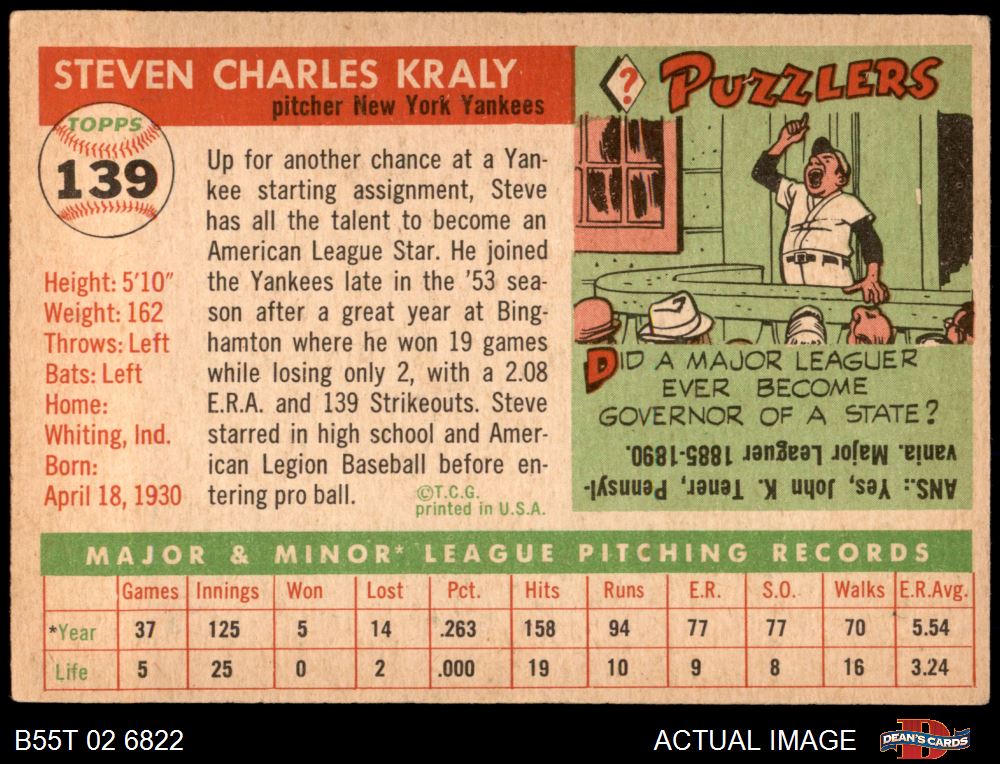 STEVEN CHARLES KRALY
pitcher New York Yankees
TOPPS
139
Height: 5'10"
Weight: 162
Throws: Left
Bats: Left
Home:
Whiting, Ind.
Born:
April 18, 1930
Up for another chance at a Yan-
kee starting assignment, Steve
has all the talent to become an
American League Star. He joined
the Yankees late in the '53 sea-
son after a great year at Bing-
hamton where he won 19 games
while losing only 2, with a 2.08
E.R.A. and 139 Strikeouts. Steve
starred in high school and Amer-
ican Legion Baseball before en-
tering pro ball.
©T.C.G.
printed in U.S.A.
? PUZZLERS
DID A MAJOR LEAGUER
EVER BECOME
GOVERNOR OF A STATE?
ANS.: Yes, John K. Tener, Pennsyl-
vania. Major Leaguer 1885-1890.
MAJOR & MINOR* LEAGUE PITCHING RECORDS
Games Innings Won Lost Pct. Hits Runs E.R. S.O. Walks E.R.Avg.
*Year 37 125 5 14 .263 158 94 77 77 70 5.54
Life 5 25 0 2 .000 19 10 9 8 16 3.24
B55T 02 6822
ACTUAL IMAGE
D
DEAN'S CARDS